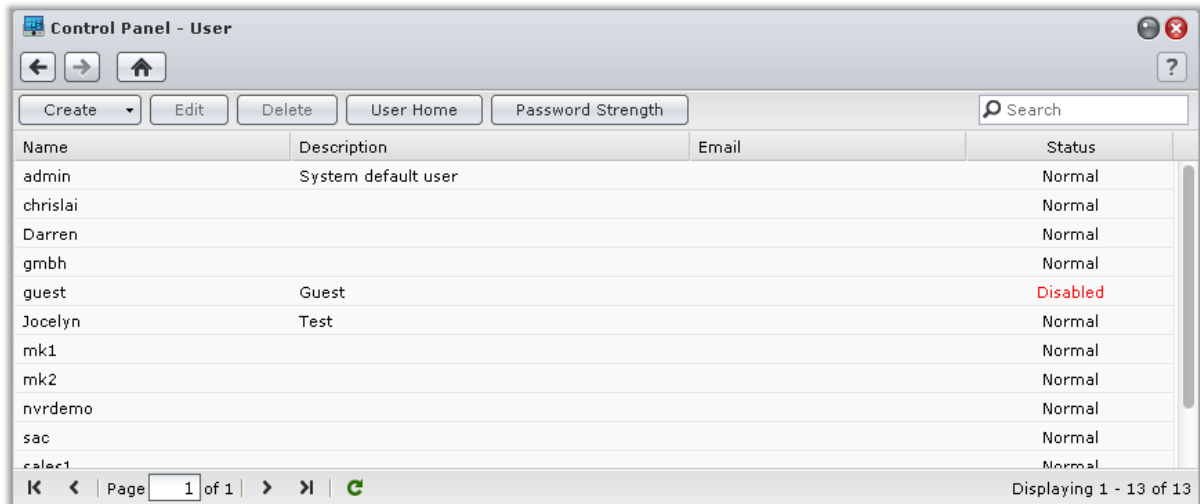 Control Panel - User
?
Create Edit Delete User Home Password Strength Search
Name Description Email Status
admin System default user Normal
chrislai Normal
Darren Normal
gmbh Normal
guest Guest Disabled
Jocelyn Test Normal
mk1 Normal
mk2 Normal
nvrdemo Normal
sac Normal
sales1 Normal
Page 1 of 1 Displaying 1 - 13 of 13